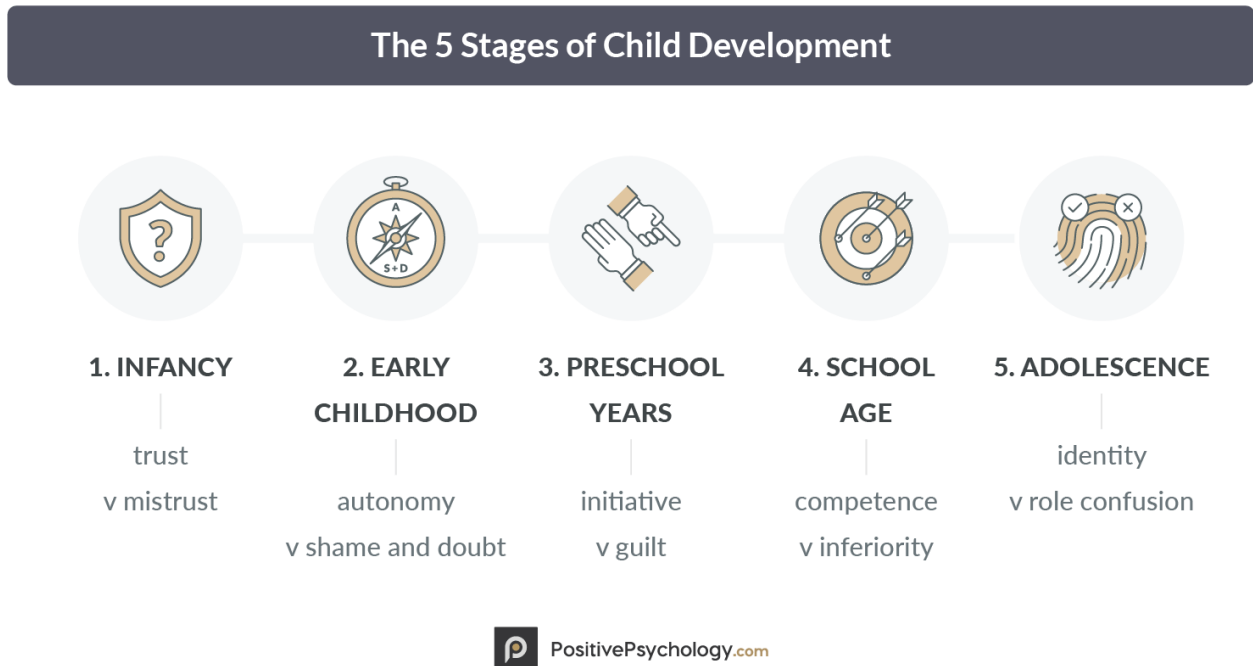 The 5 Stages of Child Development
A
S+D
1. INFANCY
trust
v mistrust
2. EARLY
CHILDHOOD
autonomy
v shame and doubt
3. PRESCHOOL
YEARS
initiative
v guilt
4. SCHOOL
AGE
competence
v inferiority
5. ADOLESCENCE
identity
v role confusion
PositivePsychology.com